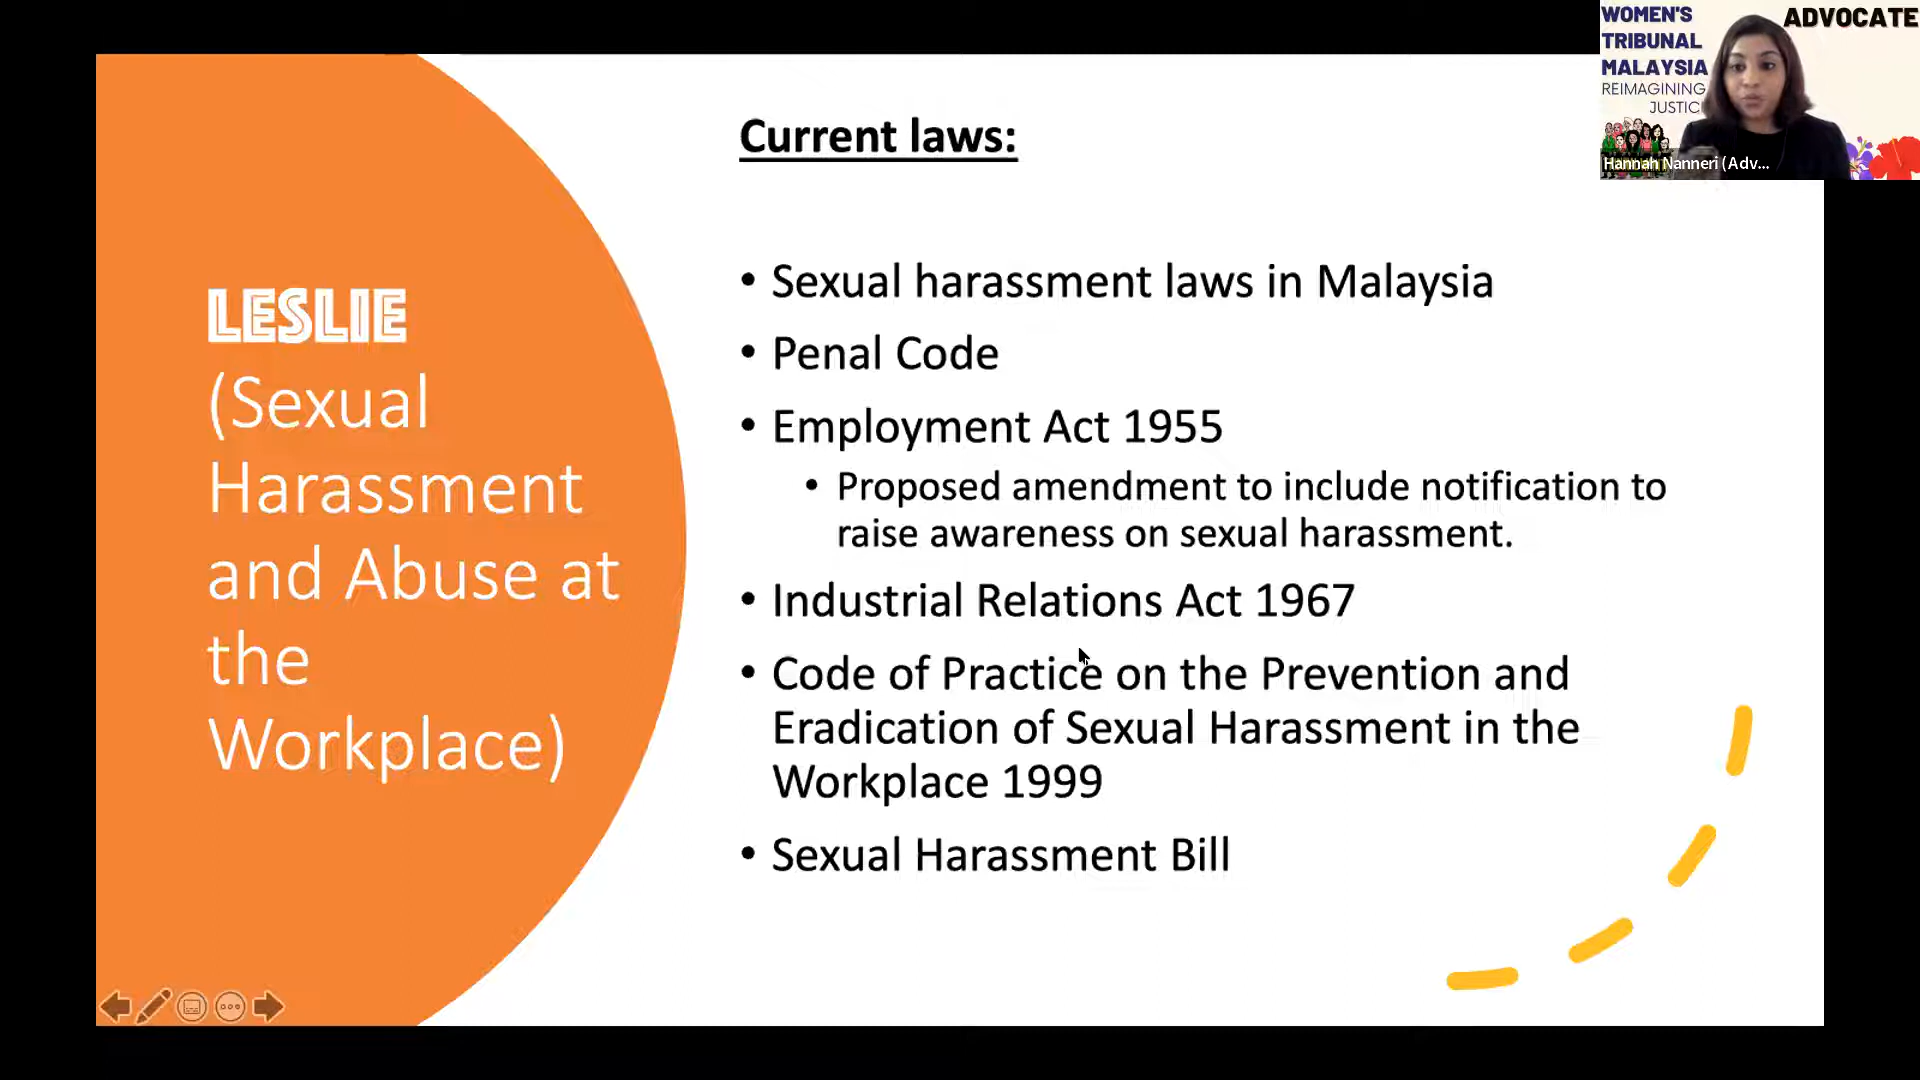 WOMEN'S
TRIBUNAL
MALAYSIA
REIMAGINING
JUSTIC
ADVOCATE
Hannah Nanneri (Adv...
LESLIE
(Sexual
Harassment
and Abuse at
the
Workplace)
Current laws:
• Sexual harassment laws in Malaysia
• Penal Code
• Employment Act 1955
• Proposed amendment to include notification to
raise awareness on sexual harassment.
• Industrial Relations Act 1967
• Code of Practice on the Prevention and
Eradication of Sexual Harassment in the
Workplace 1999
• Sexual Harassment Bill